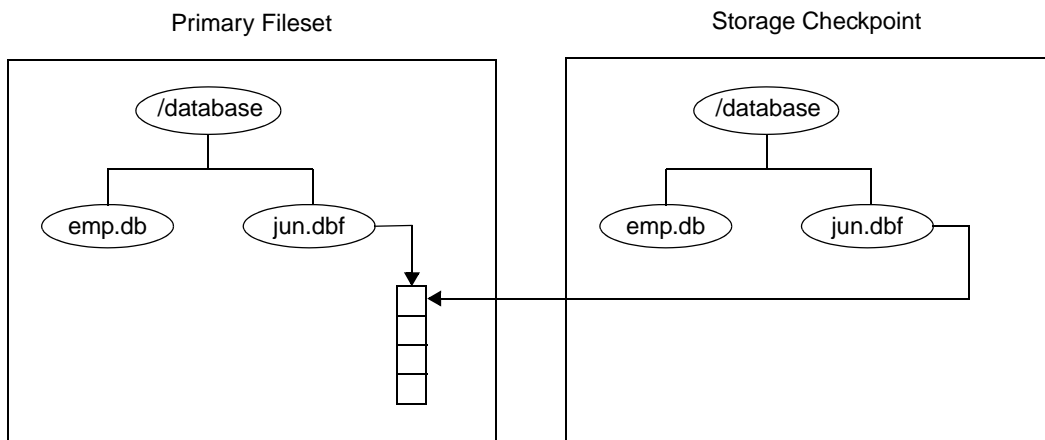 Primary Fileset
Storage Checkpoint
/database
/database
emp.db
jun.dbf
emp.db
jun.dbf